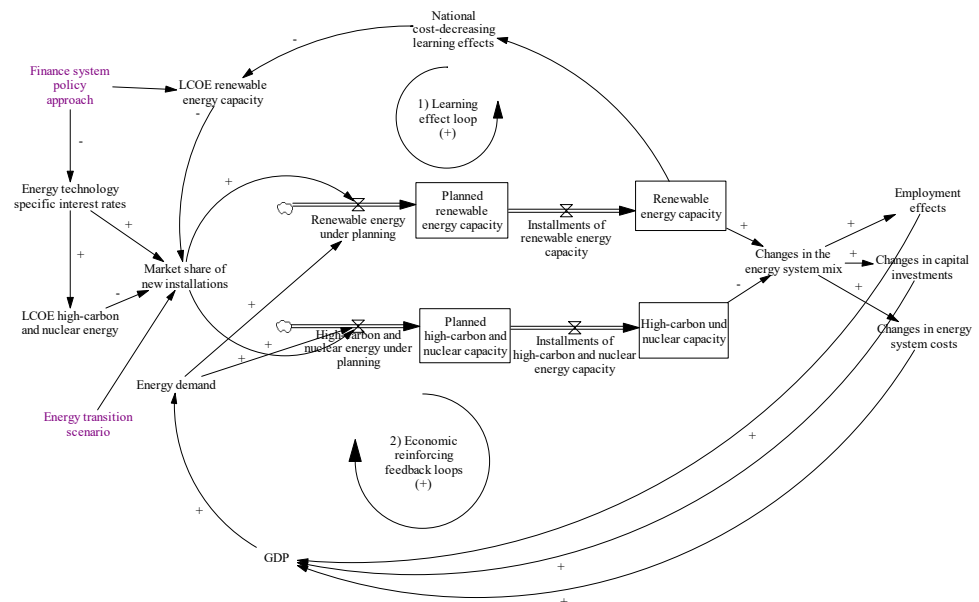 National
cost-decreasing
learning effects
-
Finance system
policy
approach
LCOE renewable
energy capacity
-
1) Learning
effect loop
(+)
-
Energy technology
specific interest rates
+
Planned
renewable
energy capacity
Renewable
energy capacity
Employment
effects
Renewable energy
under planning
Installments of
renewable energy
capacity
+
+
+
+
Changes in the
energy system mix
+
Changes in capital
investments
+
Market share of
new installations
-
-
+
LCOE high-carbon
and nuclear energy
+
High-carbon and
nuclear energy under
planning
Planned
high-carbon and
nuclear capacity
Installments of
high-carbon and nuclear
energy capacity
High-carbon und
nuclear capacity
Changes in energy
system costs
+
+
Energy demand
Energy transition
scenario
2) Economic
reinforcing
feedback loops
(+)
+
+
GDP
+
+